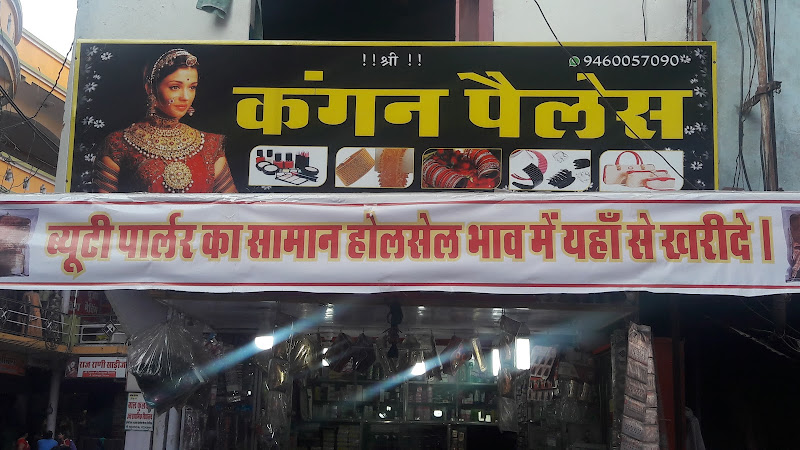 !! श्री !!
9460057090
कंगन पैलेस
ब्यूटी पार्लर का सामान होलसेल भाव में यहाँ से खरीदे।
राज-रानी साड़ीज